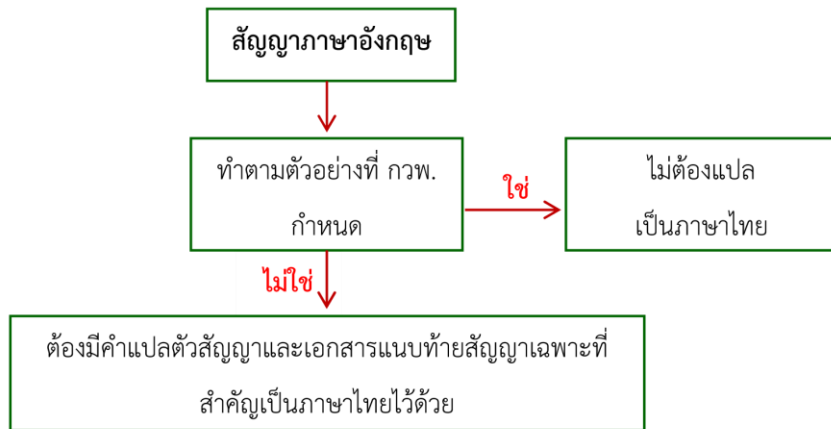 สัญญาภาษาอังกฤษ
ทำตามตัวอย่างที่ กวพ.
กำหนด
ใช่
ไม่ต้องแปล
เป็นภาษาไทย
ไม่ใช่
ต้องมีคำแปลตัวสัญญาและเอกสารแนบท้ายสัญญาเฉพาะที่
สำคัญเป็นภาษาไทยไว้ด้วย